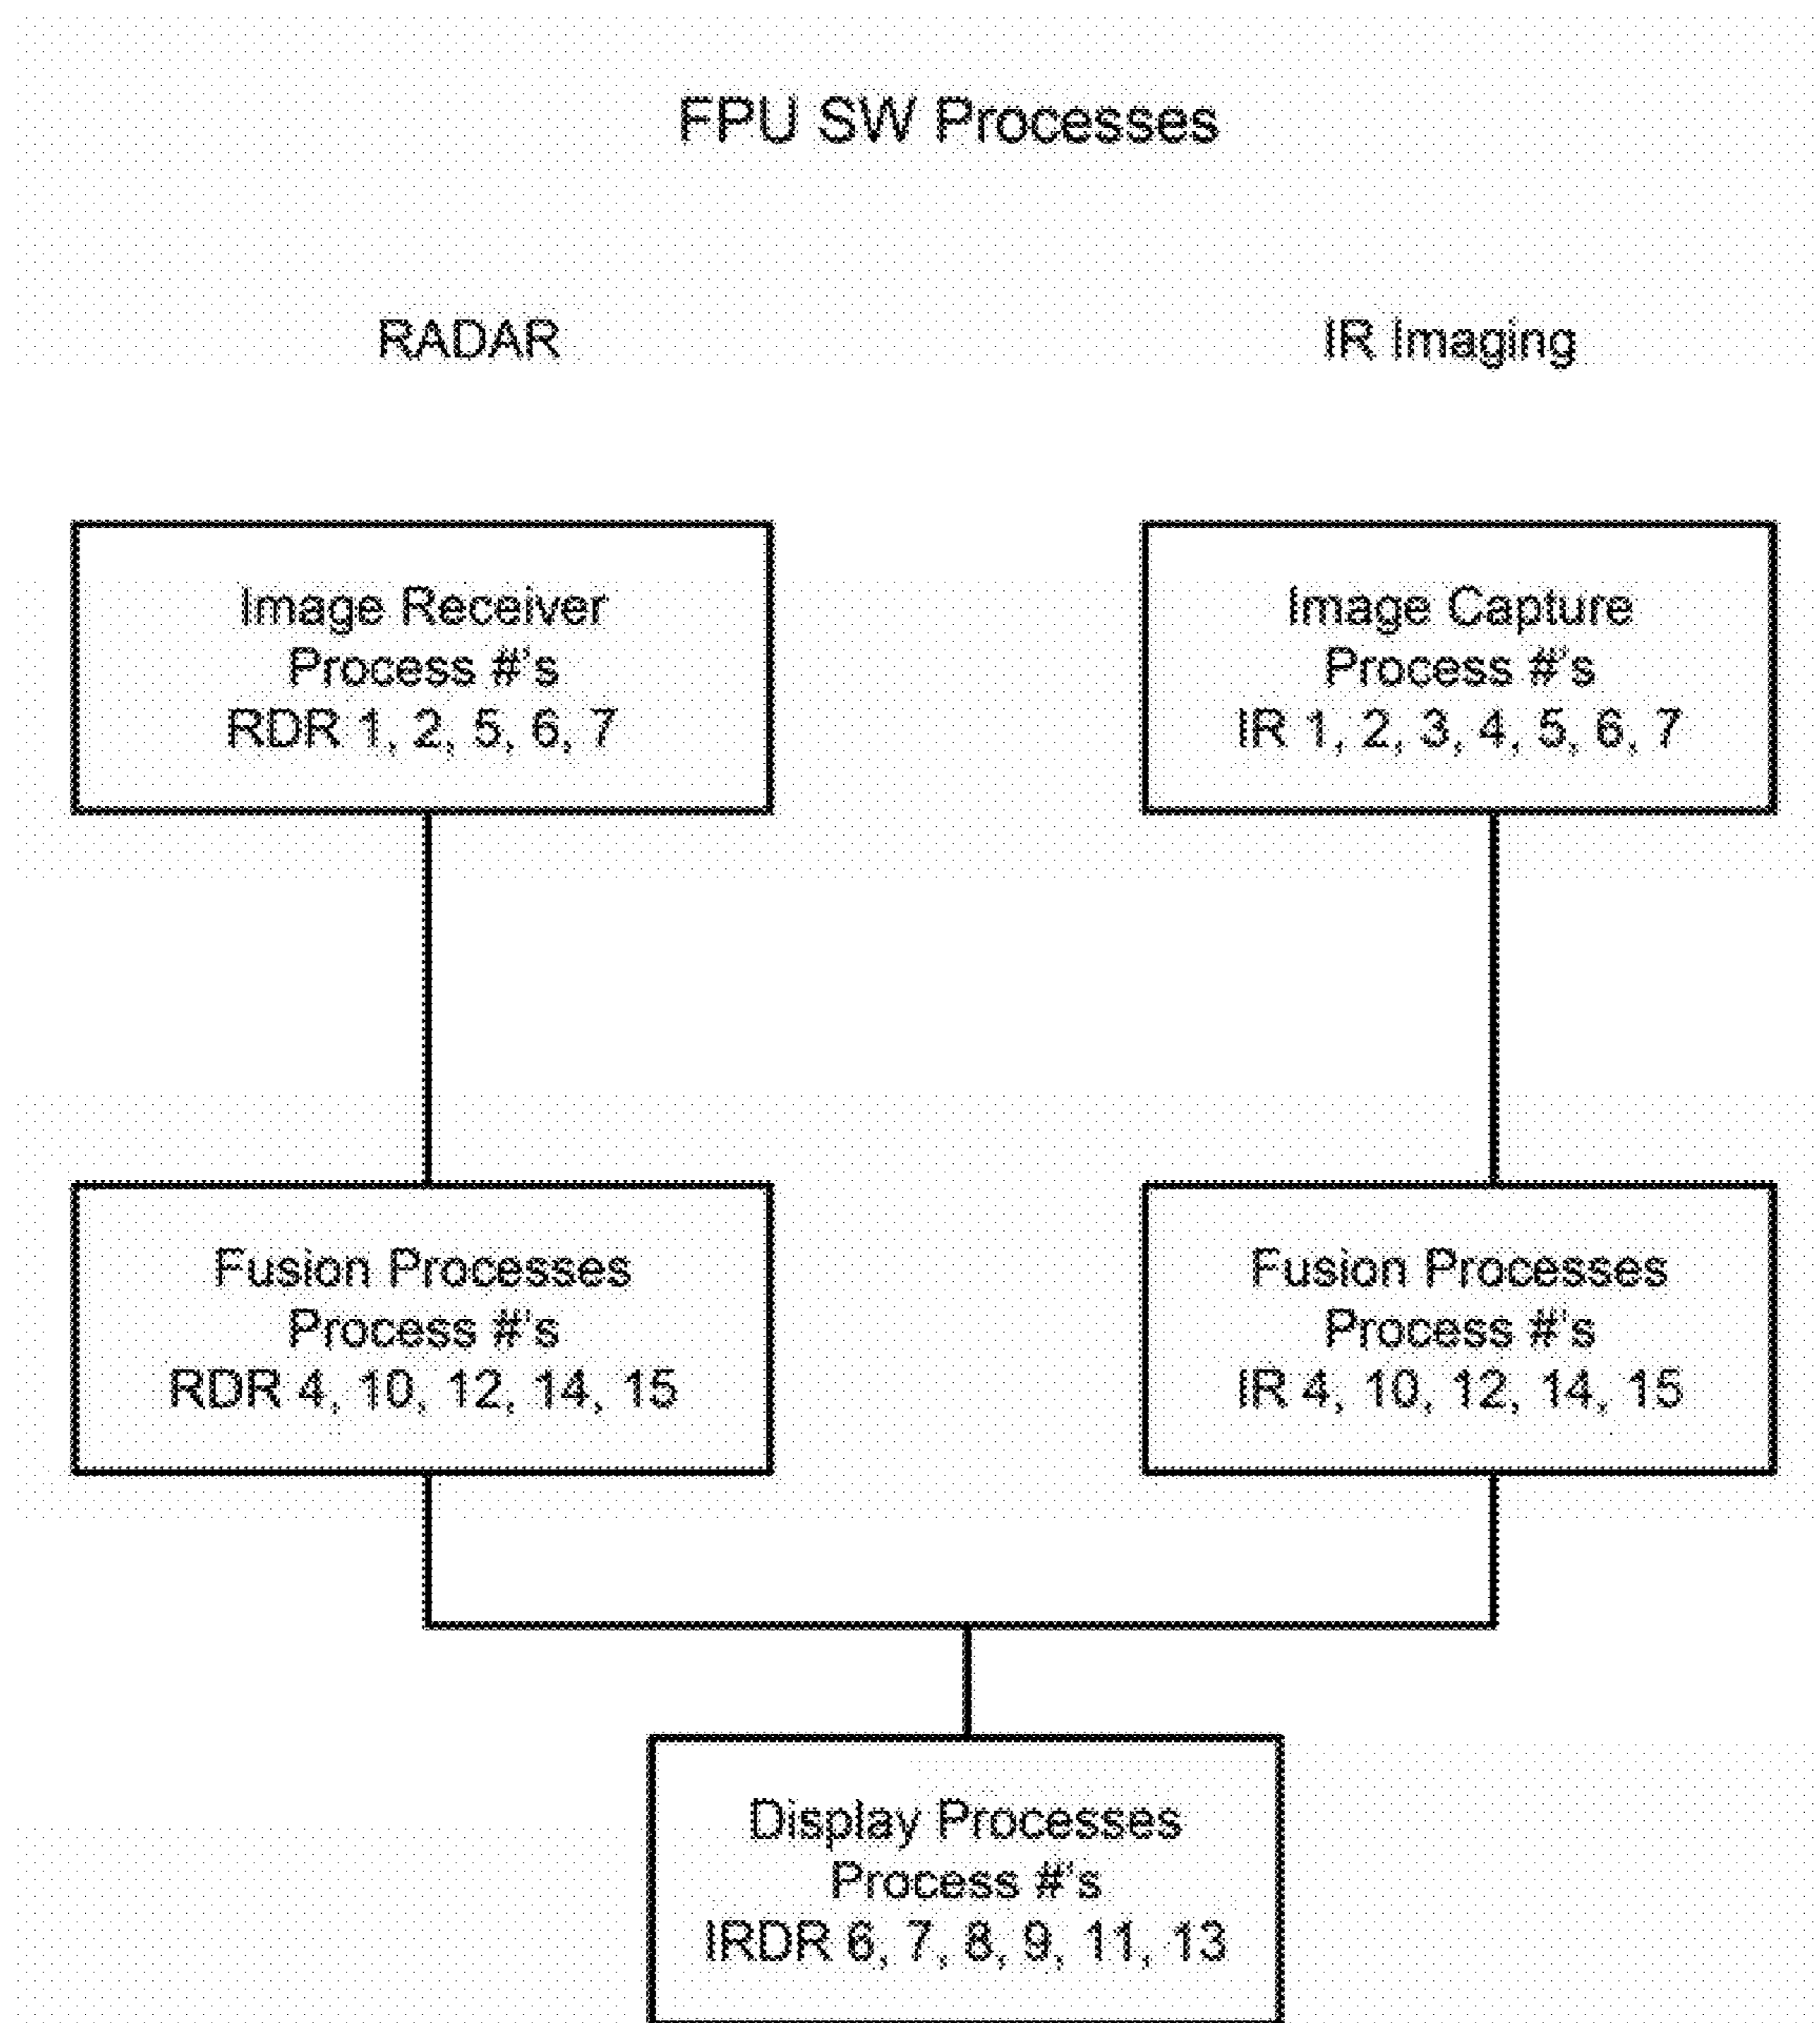 FPU SW Processes
RADAR
IR Imaging
Image Receiver
Process #'s
RDR 1, 2, 5, 6, 7
Image Capture
Process #'s
IR 1, 2, 3, 4, 5, 6, 7
Fusion Processes
Process #'s
RDR 4, 10, 12, 14, 15
Fusion Processes
Process #'s
IR 4, 10, 12, 14, 15
Display Processes
Process #'s
IRDR 6, 7, 8, 9, 11, 13